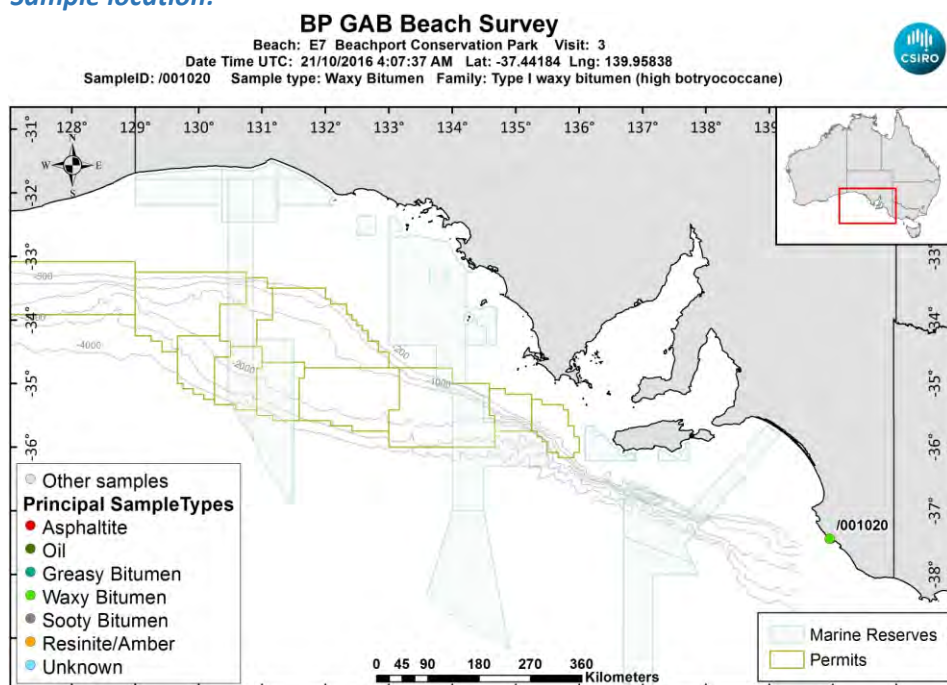 Sample location:
BP GAB Beach Survey
Beach: E7 Beachport Conservation Park Visit: 3
Date Time UTC: 21/10/2016 4:07:37 AM Lat: -37.44184 Lng: 139.95838
SampleID: /001020 Sample type: Waxy Bitumen Family: Type I waxy bitumen (high botryococcane)
CSIRO
128° 129° 130° 131° 132° 133° 134° 135° 136° 137° 138° 139
-31°
N
W E
S
-32°
-33°
-34° -34°
-200
-1000
-2000
-4000
-35° -35°
-36° -36°
-37°
-38°
/001020
Other samples
Principal SampleTypes
Asphaltite
Oil
Greasy Bitumen
Waxy Bitumen
Sooty Bitumen
Resinite/Amber
Unknown
0 45 90 180 270 360
Kilometers
Marine Reserves
Permits